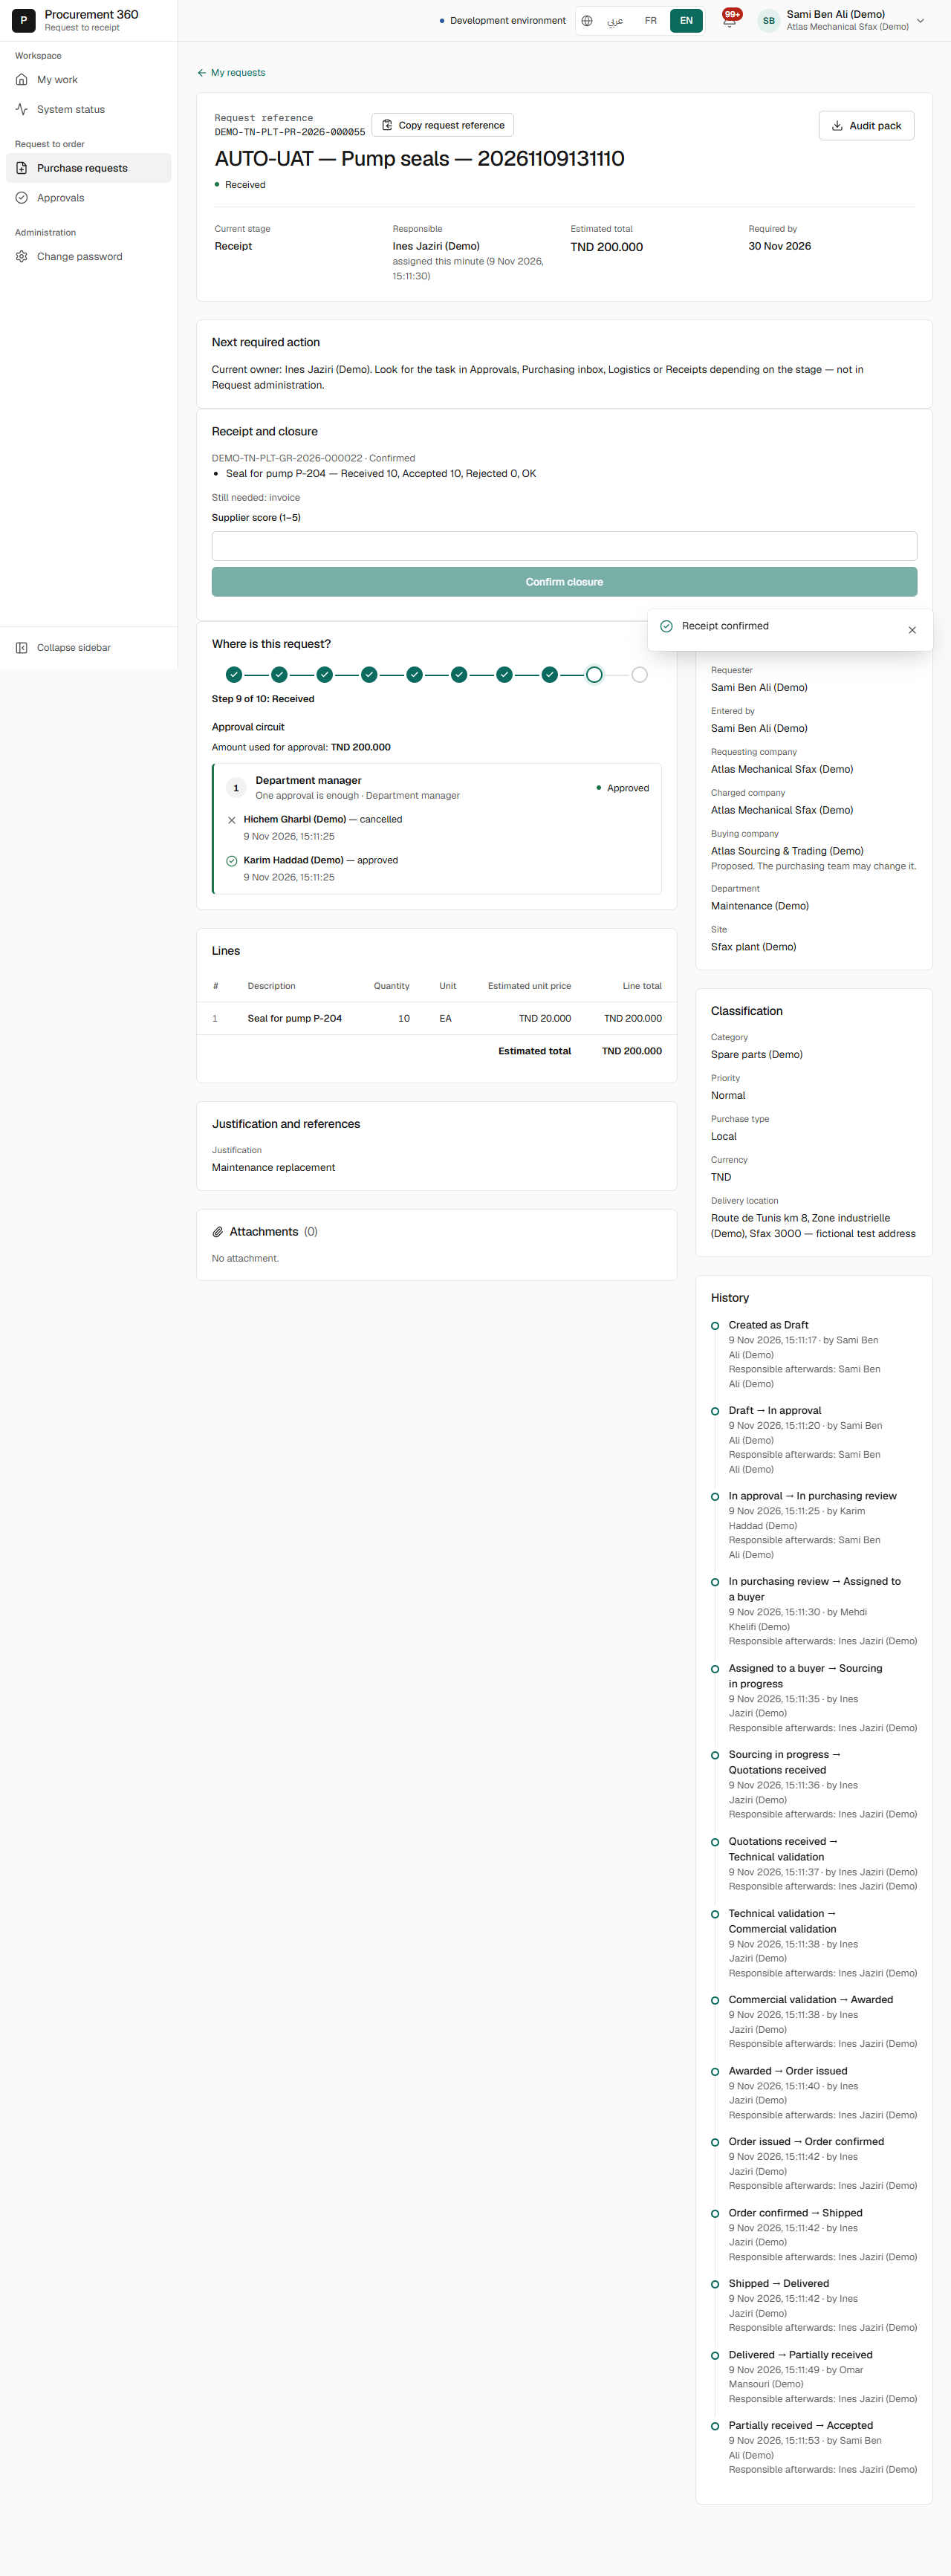 P
Procurement 360
Request to receipt
Development environment
عربي
FR
EN
99+
SB
Sami Ben Ali (Demo)
Atlas Mechanical Sfax (Demo)
Workspace
My work
System status
Request to order
Purchase requests
Approvals
Administration
Change password
Collapse sidebar
My requests
Request reference
DEMO-TN-PLT-PR-2026-000055
Copy request reference
Audit pack
AUTO-UAT — Pump seals — 20261109131110
Received
Current stage
Receipt
Responsible
Ines Jaziri (Demo)
assigned this minute (9 Nov 2026,
15:11:30)
Estimated total
TND 200.000
Required by
30 Nov 2026
Next required action
Current owner: Ines Jaziri (Demo). Look for the task in Approvals, Purchasing inbox, Logistics or Receipts depending on the stage — not in
Request administration.
Receipt and closure
DEMO-TN-PLT-GR-2026-000022 · Confirmed
Seal for pump P-204 — Received 10, Accepted 10, Rejected 0, OK
Still needed: invoice
Supplier score (1–5)
Confirm closure
Receipt confirmed
Where is this request?
Step 9 of 10: Received
Approval circuit
Amount used for approval: TND 200.000
1
Department manager
One approval is enough · Department manager
Approved
Hichem Gharbi (Demo) — cancelled
9 Nov 2026, 15:11:25
Karim Haddad (Demo) — approved
9 Nov 2026, 15:11:25
Lines
# Description Quantity Unit Estimated unit price Line total
1 Seal for pump P-204 10 EA TND 20.000 TND 200.000
Estimated total TND 200.000
Justification and references
Justification
Maintenance replacement
Attachments (0)
No attachment.
Requester
Sami Ben Ali (Demo)
Entered by
Sami Ben Ali (Demo)
Requesting company
Atlas Mechanical Sfax (Demo)
Charged company
Atlas Mechanical Sfax (Demo)
Buying company
Atlas Sourcing & Trading (Demo)
Proposed. The purchasing team may change it.
Department
Maintenance (Demo)
Site
Sfax plant (Demo)
Classification
Category
Spare parts (Demo)
Priority
Normal
Purchase type
Local
Currency
TND
Delivery location
Route de Tunis km 8, Zone industrielle
(Demo), Sfax 3000 — fictional test address
History
Created as Draft
9 Nov 2026, 15:11:17 · by Sami Ben
Ali (Demo)
Responsible afterwards: Sami Ben
Ali (Demo)
Draft → In approval
9 Nov 2026, 15:11:20 · by Sami Ben
Ali (Demo)
Responsible afterwards: Sami Ben
Ali (Demo)
In approval → In purchasing review
9 Nov 2026, 15:11:25 · by Karim
Haddad (Demo)
Responsible afterwards: Sami Ben
Ali (Demo)
In purchasing review → Assigned to
a buyer
9 Nov 2026, 15:11:30 · by Mehdi
Khelifi (Demo)
Responsible afterwards: Ines Jaziri (Demo)
Assigned to a buyer → Sourcing
in progress
9 Nov 2026, 15:11:35 · by Ines
Jaziri (Demo)
Responsible afterwards: Ines Jaziri (Demo)
Sourcing in progress →
Quotations received
9 Nov 2026, 15:11:36 · by Ines
Jaziri (Demo)
Responsible afterwards: Ines Jaziri (Demo)
Quotations received →
Technical validation
9 Nov 2026, 15:11:37 · by Ines Jaziri (Demo)
Responsible afterwards: Ines Jaziri (Demo)
Technical validation →
Commercial validation
9 Nov 2026, 15:11:38 · by Ines
Jaziri (Demo)
Responsible afterwards: Ines Jaziri (Demo)
Commercial validation → Awarded
9 Nov 2026, 15:11:38 · by Ines
Jaziri (Demo)
Responsible afterwards: Ines Jaziri (Demo)
Awarded → Order issued
9 Nov 2026, 15:11:40 · by Ines
Jaziri (Demo)
Responsible afterwards: Ines Jaziri (Demo)
Order issued → Order confirmed
9 Nov 2026, 15:11:42 · by Ines
Jaziri (Demo)
Responsible afterwards: Ines Jaziri (Demo)
Order confirmed → Shipped
9 Nov 2026, 15:11:42 · by Ines
Jaziri (Demo)
Responsible afterwards: Ines Jaziri (Demo)
Shipped → Delivered
9 Nov 2026, 15:11:42 · by Ines
Jaziri (Demo)
Responsible afterwards: Ines Jaziri (Demo)
Delivered → Partially received
9 Nov 2026, 15:11:49 · by Omar
Mansouri (Demo)
Responsible afterwards: Ines Jaziri (Demo)
Partially received → Accepted
9 Nov 2026, 15:11:53 · by Sami Ben
Ali (Demo)
Responsible afterwards: Ines Jaziri (Demo)